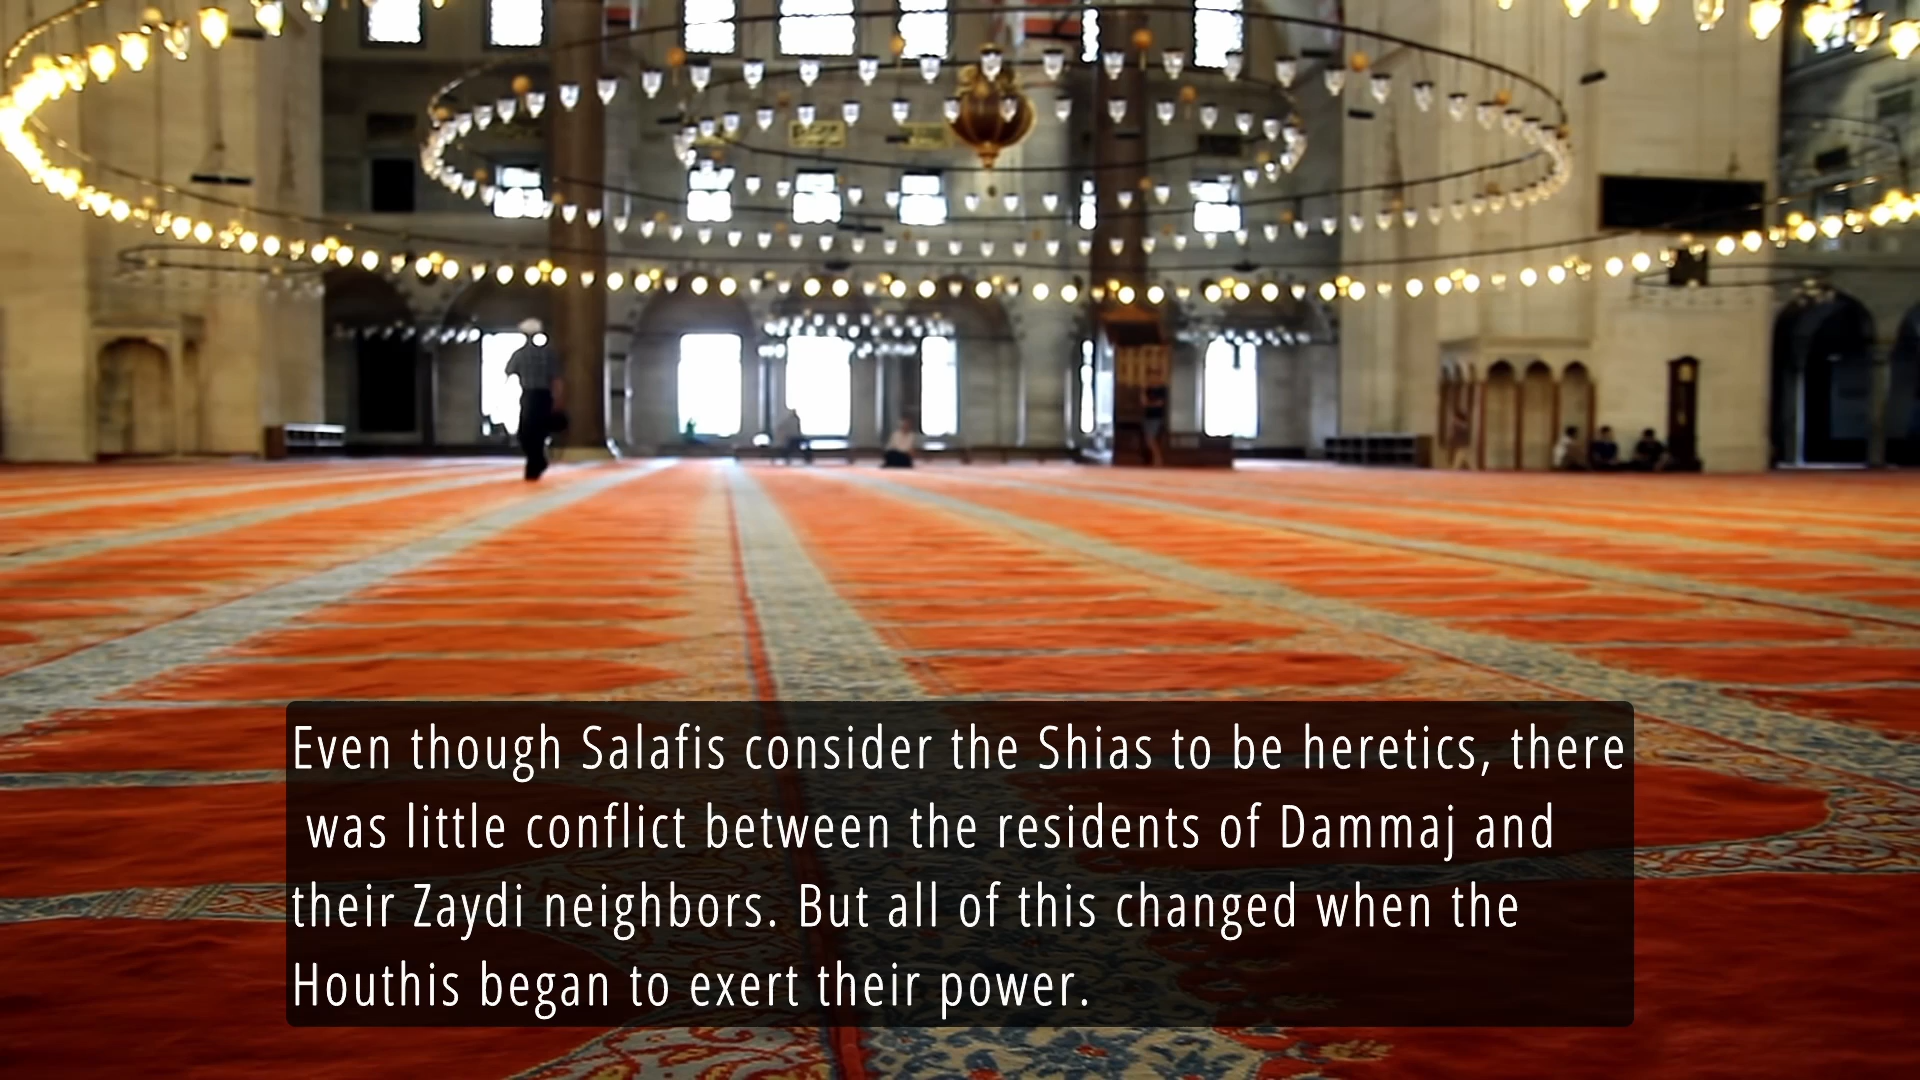 Even though Salafis consider the Shias to be heretics, there
was little conflict between the residents of Dammaj and
their Zaydi neighbors. But all of this changed when the
Houthis began to exert their power.